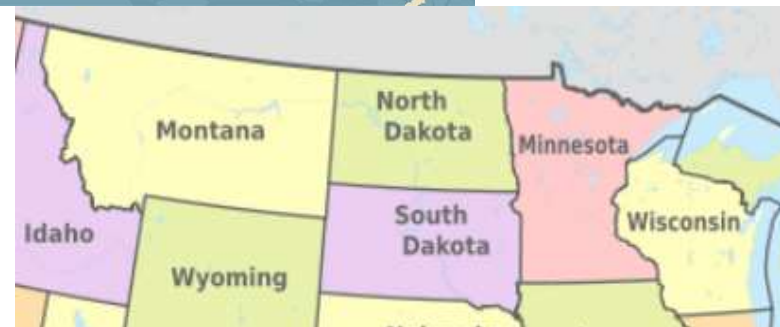 North
Dakota
Montana
Minnesota
South
Dakota
Wisconsin
Idaho
Wyoming